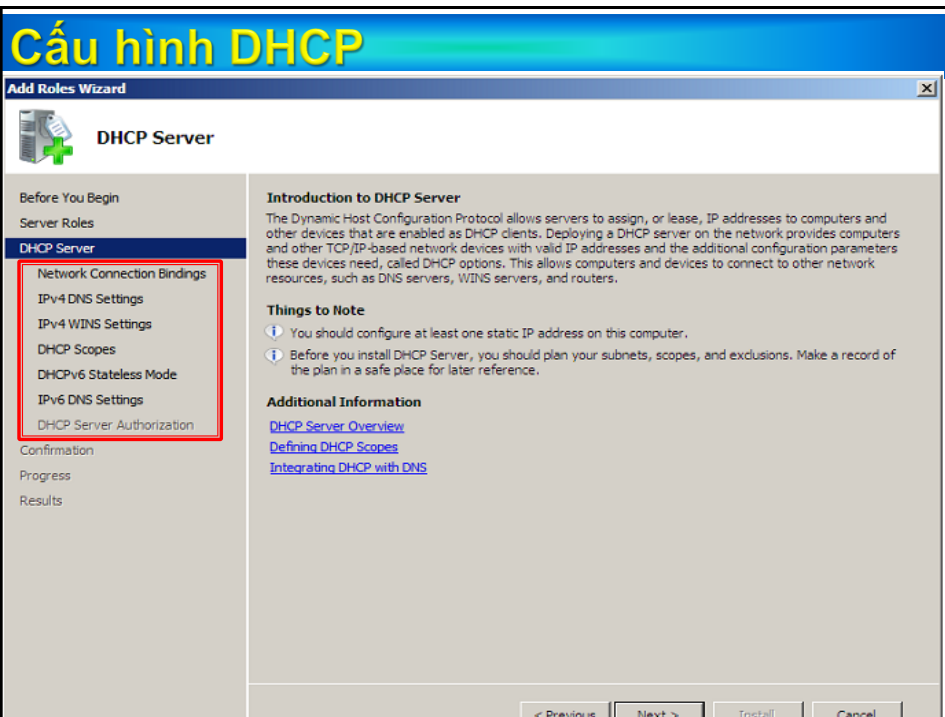 Cấu hình DHCP
Add Roles Wizard
DHCP Server
Before You Begin
Server Roles
DHCP Server
Network Connection Bindings
IPv4 DNS Settings
IPv4 WINS Settings
DHCP Scopes
DHCPv6 Stateless Mode
IPv6 DNS Settings
DHCP Server Authorization
Confirmation
Progress
Results
Introduction to DHCP Server
The Dynamic Host Configuration Protocol allows servers to assign, or lease, IP addresses to computers and
other devices that are enabled as DHCP clients. Deploying a DHCP server on the network provides computers
and other TCP/IP-based network devices with valid IP addresses and the additional configuration parameters
these devices need, called DHCP options. This allows computers and devices to connect to other network
resources, such as DNS servers, WINS servers, and routers.
Things to Note
You should configure at least one static IP address on this computer.
Before you install DHCP Server, you should plan your subnets, scopes, and exclusions. Make a record of
the plan in a safe place for later reference.
Additional Information
DHCP Server Overview
Defining DHCP Scopes
Integrating DHCP with DNS
< Previous Next > Install Cancel